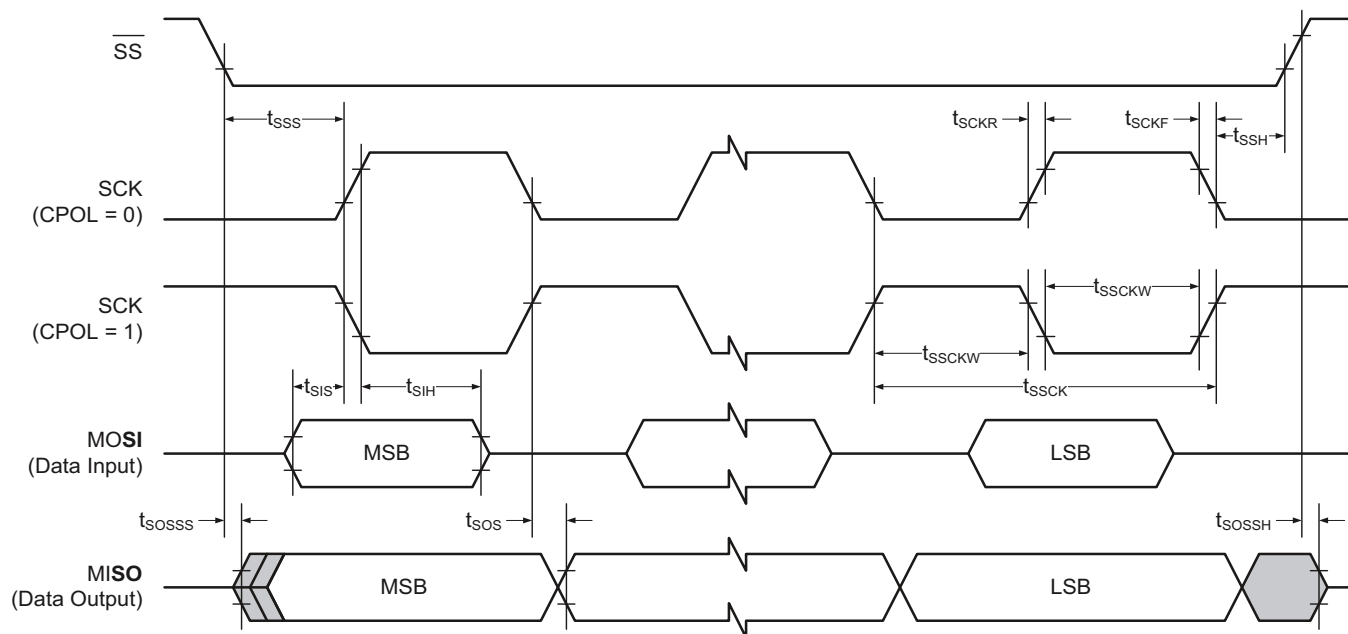 SS
tSSS
tSCKR
tSCKF
tSSH
SCK
(CPOL = 0)
SCK
(CPOL = 1)
tSSCKW
tSSCKW
tSSCK
tSIS
tSIH
MOSI
(Data Input)
MSB
LSB
tSOSSS
tSOS
tSOSSH
MISO
(Data Output)
MSB
LSB